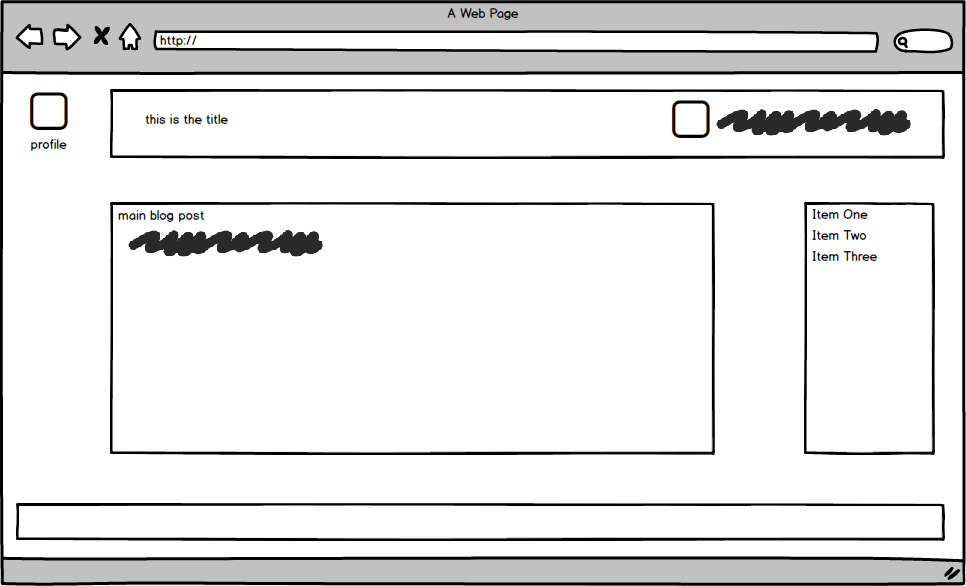 A Web Page
http://
this is the title
profile
main blog post
Item One
Item Two
Item Three